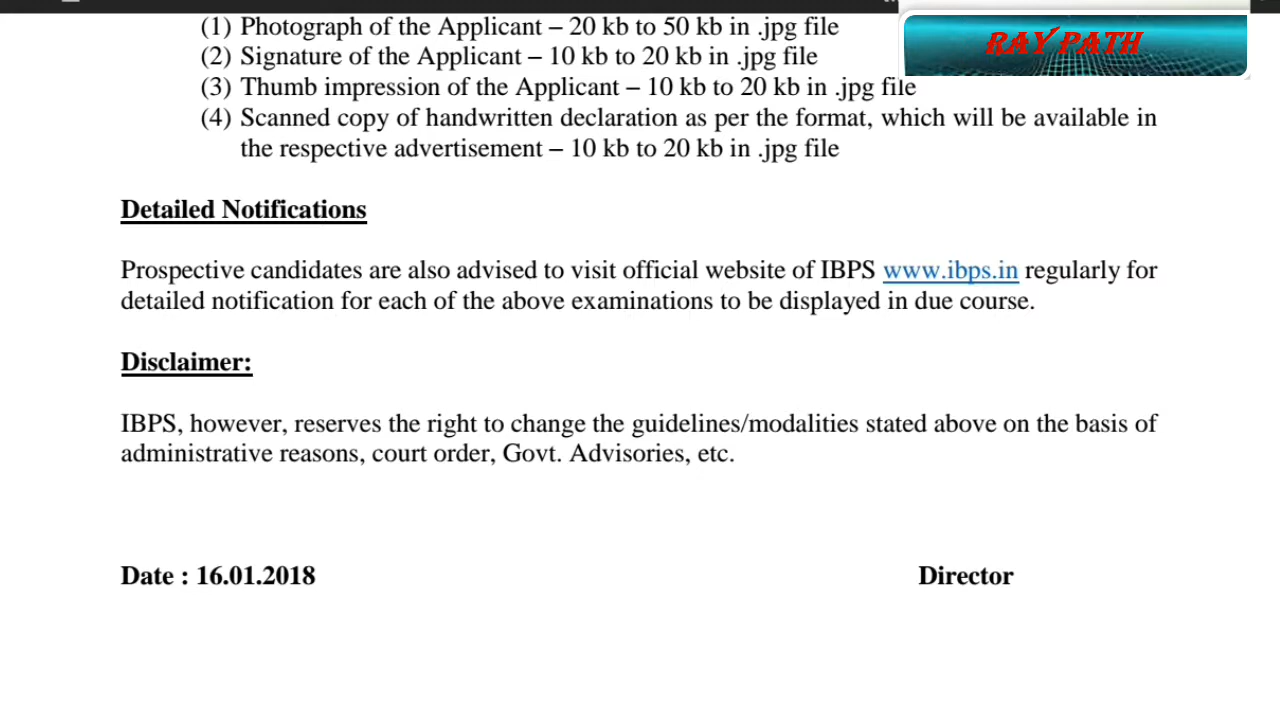 (1) Photograph of the Applicant – 20 kb to 50 kb in .jpg file
RAY PATH
(2) Signature of the Applicant – 10 kb to 20 kb in .jpg file
(3) Thumb impression of the Applicant – 10 kb to 20 kb in .jpg file
(4) Scanned copy of handwritten declaration as per the format, which will be available in
the respective advertisement – 10 kb to 20 kb in .jpg file
Detailed Notifications
Prospective candidates are also advised to visit official website of IBPS www.ibps.in regularly for
detailed notification for each of the above examinations to be displayed in due course.
Disclaimer:
IBPS, however, reserves the right to change the guidelines/modalities stated above on the basis of
administrative reasons, court order, Govt. Advisories, etc.
Date : 16.01.2018 Director